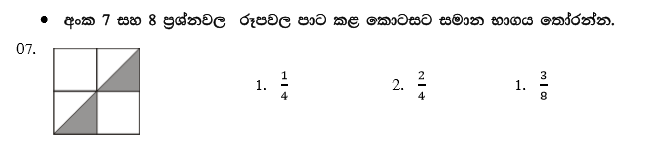 • අංක 7 සහ 8 ප්‍රශ්නවල රූපවල පාට කළ කොටසට සමාන භාගය තෝරන්න.
07. 1. 1/4 2. 2/4 1. 3/8